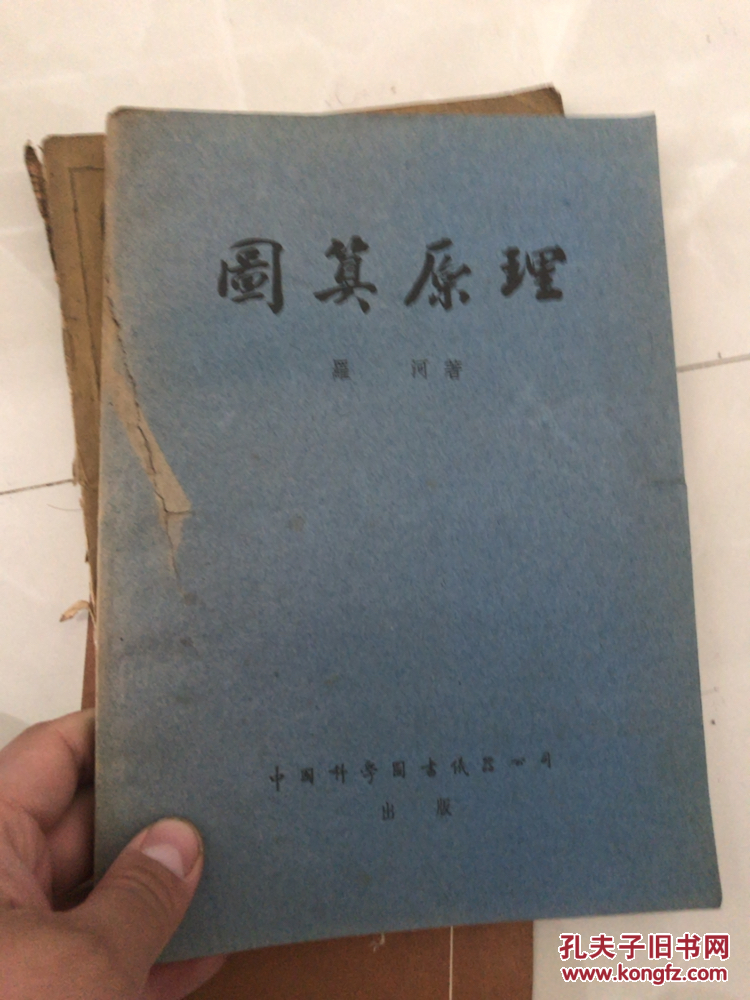 圖算原理
羅 河 著
中國科學圖書儀器公司
出版
孔夫子旧书网
www.kongfz.com